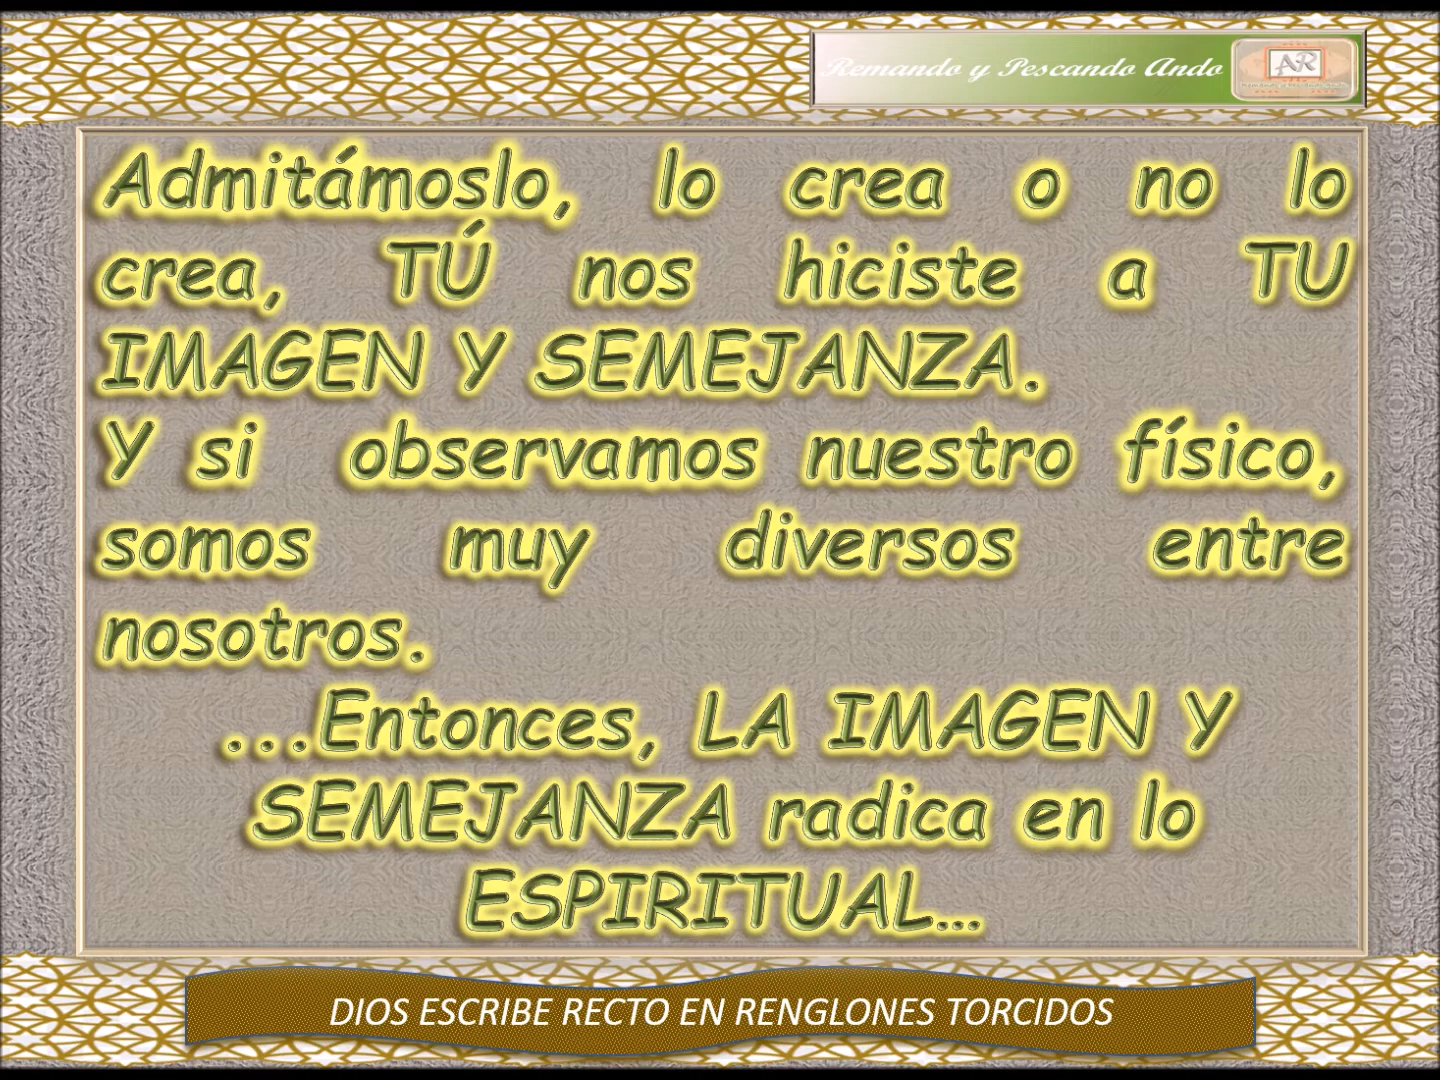 Remando y Pescando Ando
AR
Admitámoslo, lo crea o no lo
crea, TÚ nos hiciste a TU
IMAGEN Y SEMEJANZA.
Y si observamos nuestro físico,
somos muy diversos entre
nosotros.
...Entonces, LA IMAGEN Y
SEMEJANZA radica en lo
ESPIRITUAL...
DIOS ESCRIBE RECTO EN RENGLONES TORCIDOS